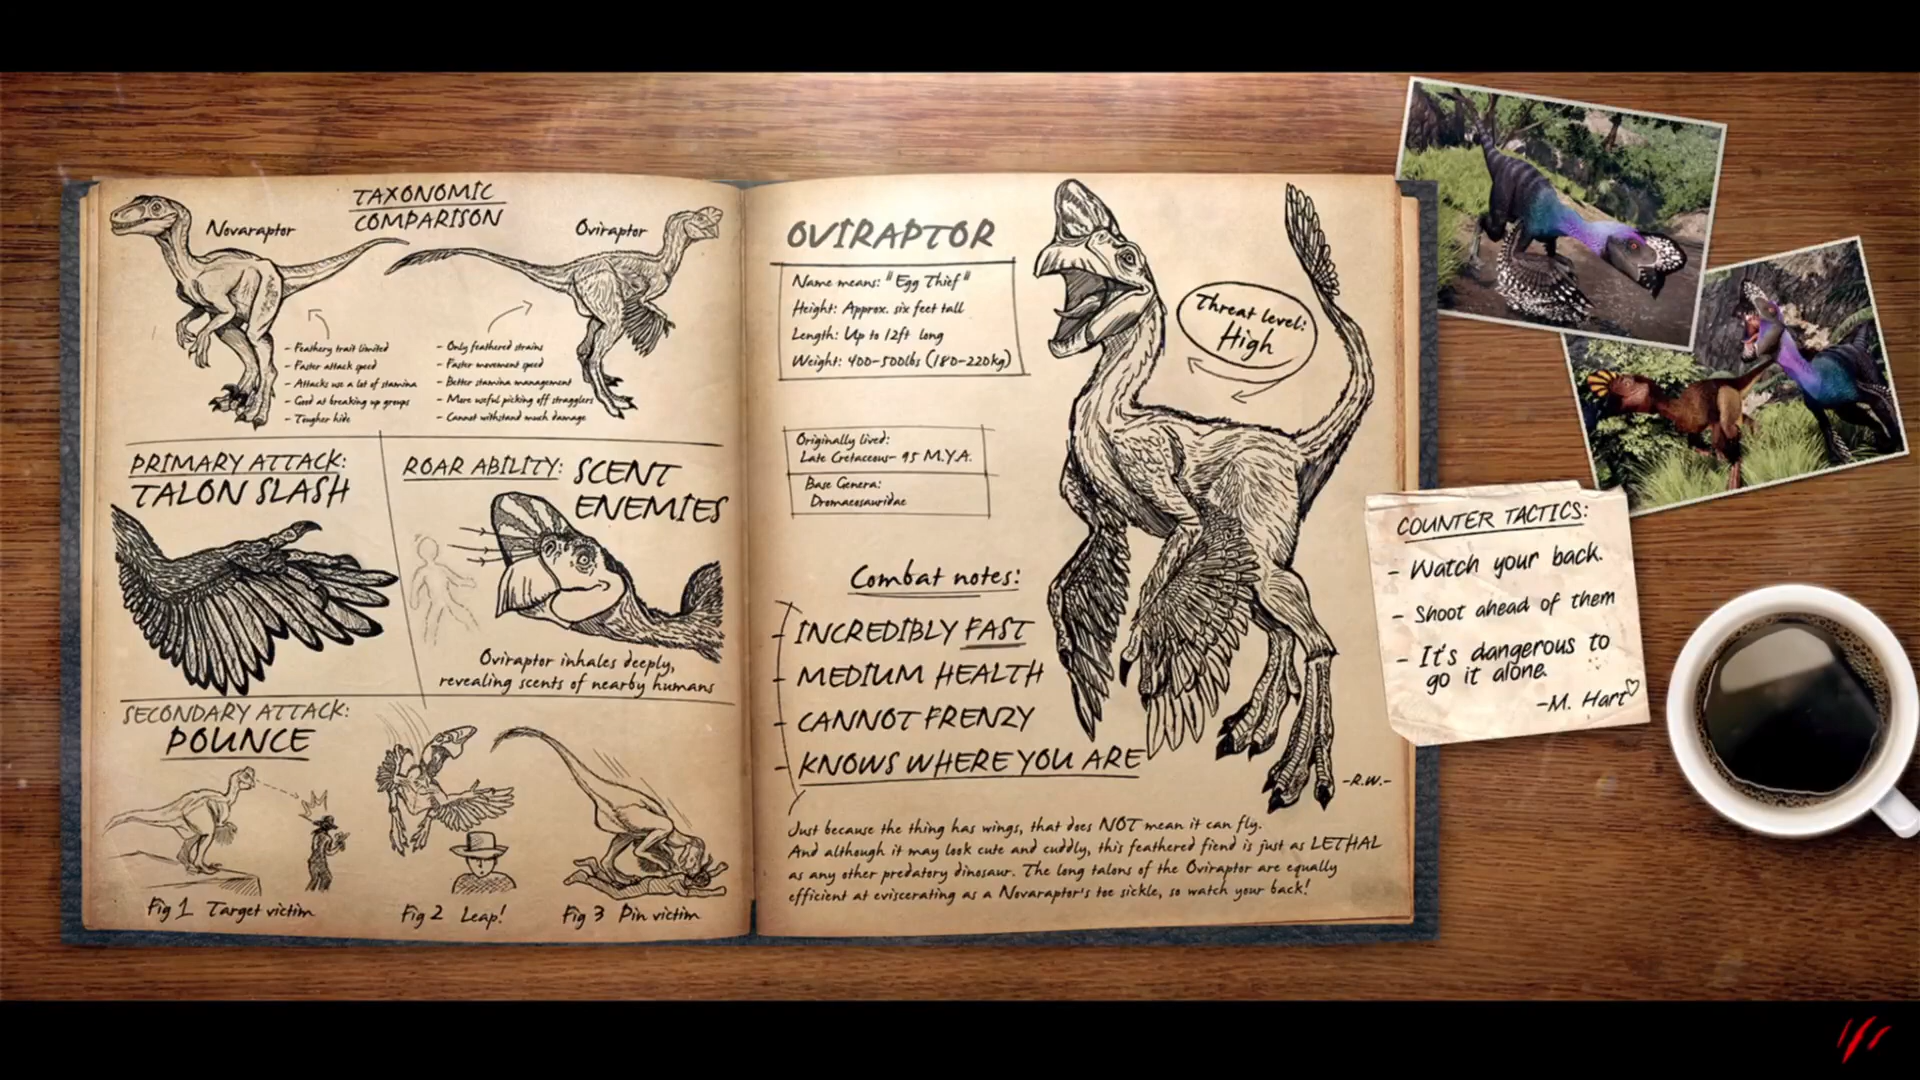 TAXONOMIC
COMPARISON
Novaraptor
Oviraptor
- Feathery trait limited
- Faster attack speed
- Attacks use a lot of stamina
- Good at breaking up groups
- Tougher hide
- Only feathered strains
- Faster movement speed
- Better stamina management
- More useful picking off stragglers
- Cannot withstand much damage
PRIMARY ATTACK:
TALON SLASH
ROAR ABILITY: SCENT
ENEMIES
Oviraptor inhales deeply,
revealing scents of nearby humans
SECONDARY ATTACK:
POUNCE
Fig 1 Target victim
Fig 2 Leap!
Fig 3 Pin victim
OVIRAPTOR
Name means: "Egg Thief"
Height: Approx. six feet tall
Length: Up to 12ft long
Weight: 400-500lbs (180-220kg)
Threat level:
High
Originally lived:
Late Cretaceous- 95 M.Y.A.
Base Genera:
Dromaeosauridae
Combat notes:
- INCREDIBLY FAST
- MEDIUM HEALTH
- CANNOT FRENZY
- KNOWS WHERE YOU ARE
-R.W.-
Just because the thing has wings, that does NOT mean it can fly.
And although it may look cute and cuddly, this feathered fiend is just as LETHAL
as any other predatory dinosaur. The long talons of the Oviraptor are equally
efficient at eviscerating as a Novaraptor's toe sickle, so watch your back!
COUNTER TACTICS:
- Watch your back.
- Shoot ahead of them
- It's dangerous to
go it alone.
-M. Hart